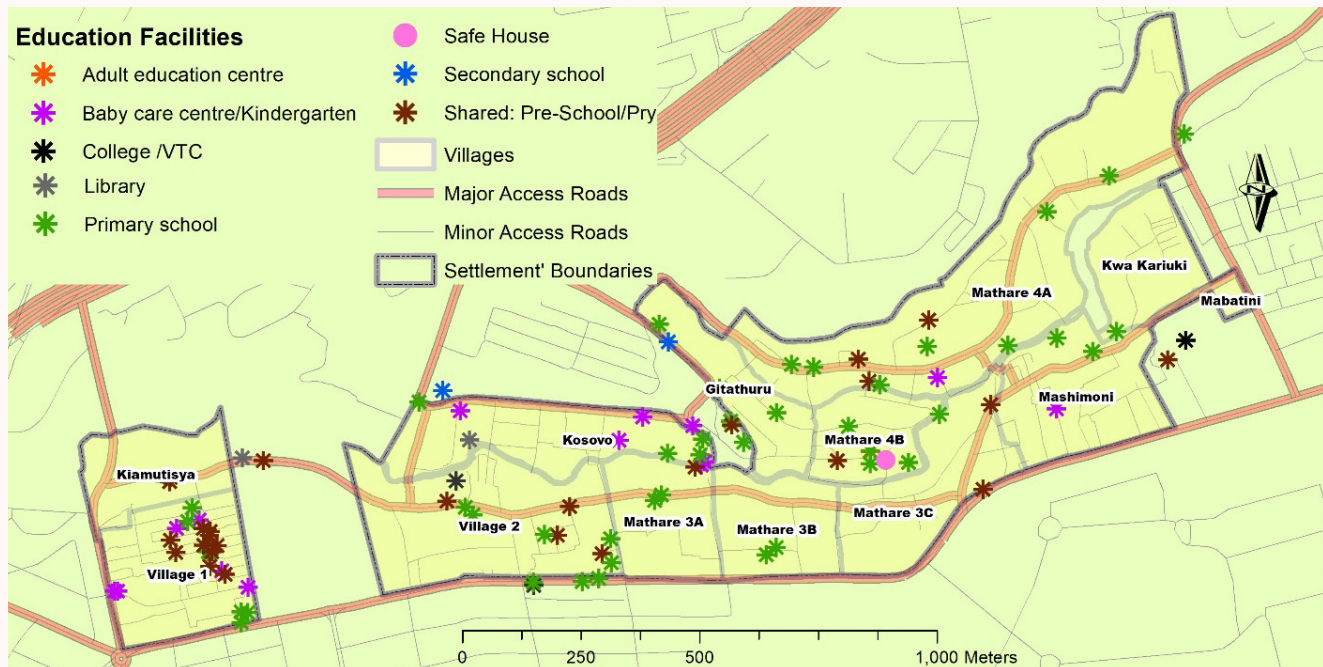 Education Facilities
Adult education centre
Baby care centre/Kindergarten
College /VTC
Library
Primary school
Safe House
Secondary school
Shared: Pre-School/Pry
Villages
Major Access Roads
Minor Access Roads
Settlement' Boundaries
N
Kwa Kariuki
Mathare 4A
Mabatini
Gitathuru
Mashimoni
Kosovo
Mathare 4B
Kiamutisya
Mathare 3C
Village 2
Mathare 3A
Mathare 3B
Village 1
0 250 500 1,000 Meters